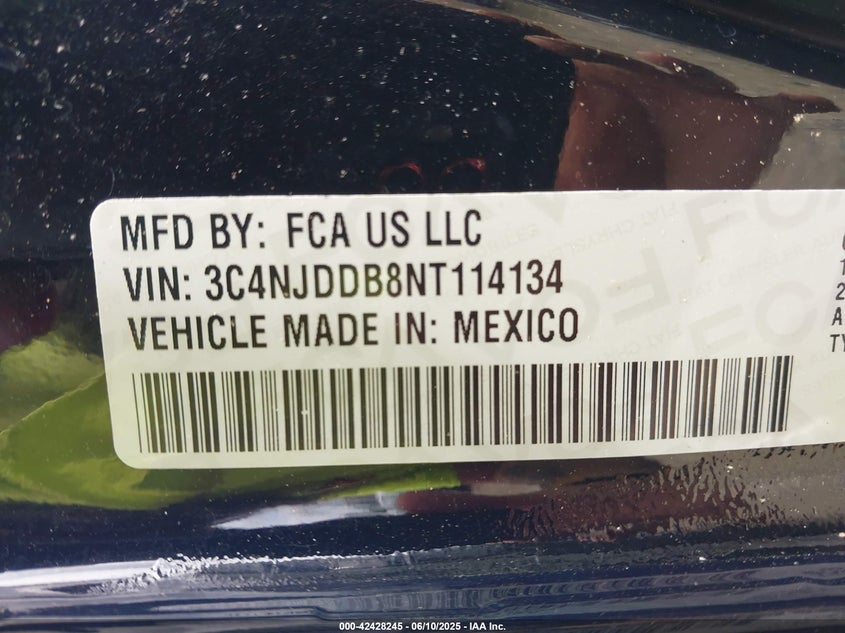 MFD BY: FCA US LLC
VIN: 3C4NJDDB8NT114134
VEHICLE MADE IN: MEXICO
000-42428245 - 06/10/2025 - IAA Inc.